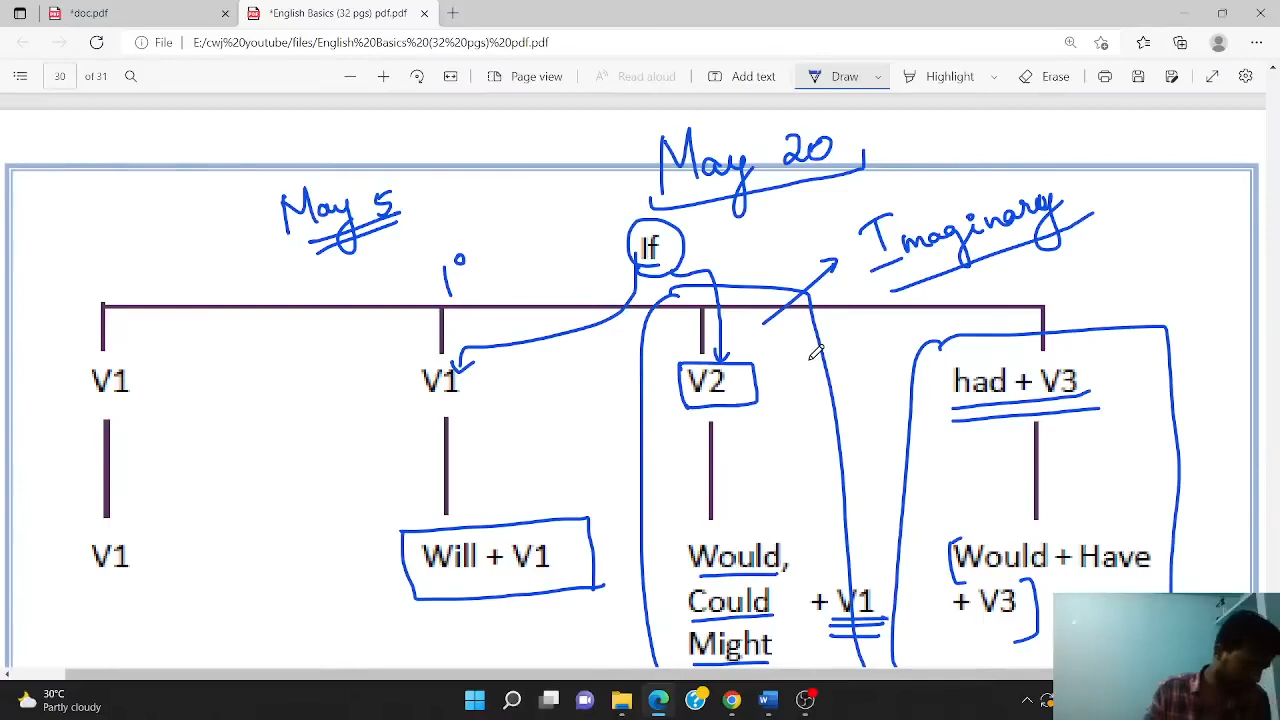 *doc.pdf
*English Basics (32 pgs) pdf.pdf
File E:/cwj%20youtube/files/English%20Basics%20(32%20pgs)%20pdf.pdf
30 of 31 Page view Read aloud Add text Draw Highlight Erase
May 20
May 5
Imaginary
If
1°
V1 V1 V2 had + V3
V1 Will + V1 Would, Would + Have
Could + V1 + V3
Might
30°C
Partly cloudy